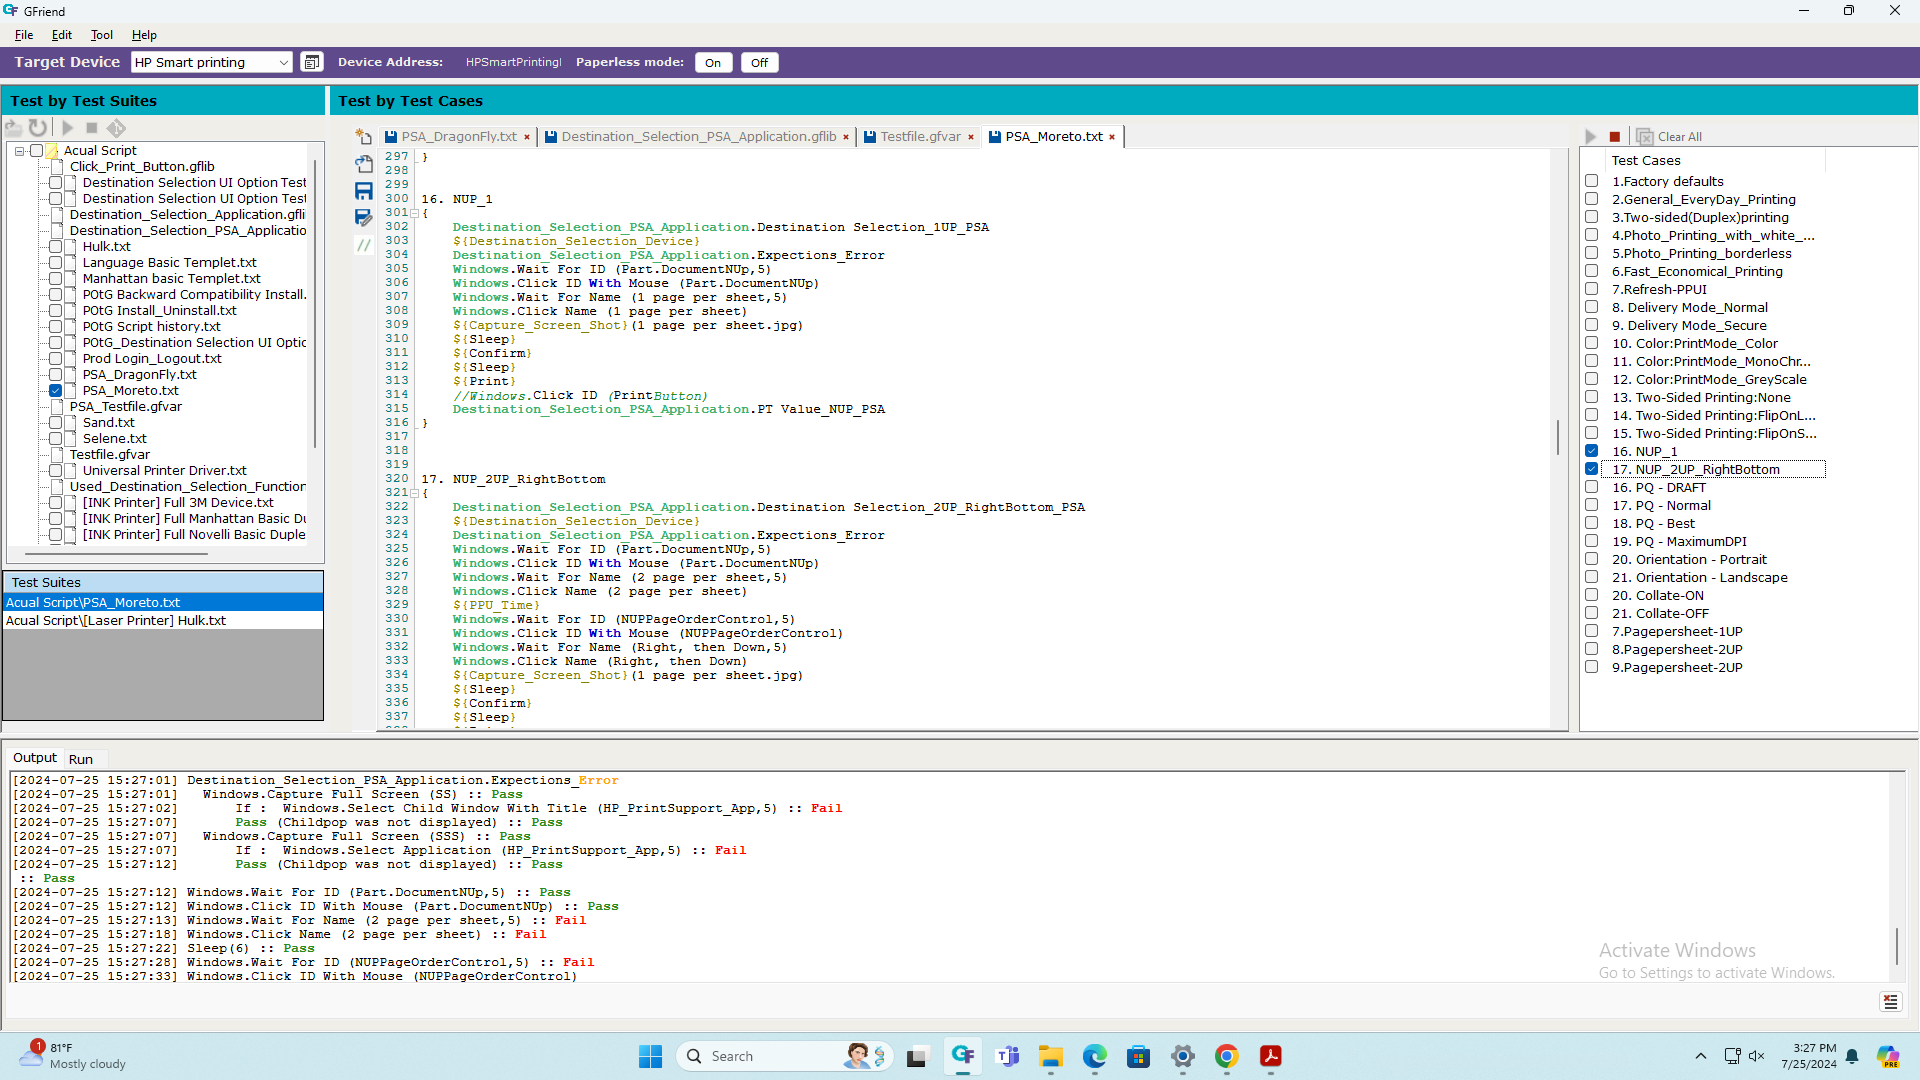 GFriend
File Edit Tool Help
Target Device HP Smart printing Device Address: HPSmartPrintingI Paperless mode: On Off
Test by Test Suites
Test by Test Cases
Acual Script
Click_Print_Button.gflib
Destination Selection UI Option Test
Destination Selection UI Option Test
Destination_Selection_Application.gfli
Destination_Selection_PSA_Applicatio
Hulk.txt
Language Basic Templet.txt
Manhattan basic Templet.txt
POtG Backward Compatibility Install.
POtG Install_Uninstall.txt
POtG Script history.txt
POtG_Destination Selection UI Optic
Prod Login_Logout.txt
PSA_DragonFly.txt
PSA_Moreto.txt
PSA_Testfile.gfvar
Sand.txt
Selene.txt
Testfile.gfvar
Universal Printer Driver.txt
Used_Destination_Selection_Function
[INK Printer] Full 3M Device.txt
[INK Printer] Full Manhattan Basic Du
[INK Printer] Full Novelli Basic Duple
Test Suites
Acual Script\PSA_Moreto.txt
Acual Script\[Laser Printer] Hulk.txt
PSA_DragonFly.txt × Destination_Selection_PSA_Application.gflib × Testfile.gfvar × PSA_Moreto.txt ×
297 }
298
299
300 16. NUP_1
301 {
302 Destination_Selection_PSA_Application.Destination Selection_1UP_PSA
303 ${Destination_Selection_Device}
304 Destination_Selection_PSA_Application.Expections_Error
305 Windows.Wait For ID (Part.DocumentNUp,5)
306 Windows.Click ID With Mouse (Part.DocumentNUp)
307 Windows.Wait For Name (1 page per sheet,5)
308 Windows.Click Name (1 page per sheet)
309 ${Capture_Screen_Shot}(1 page per sheet.jpg)
310 ${Sleep}
311 ${Confirm}
312 ${Sleep}
313 ${Print}
314 //Windows.Click ID (PrintButton)
315 Destination_Selection_PSA_Application.PT Value_NUP_PSA
316 }
317
318
319
320 17. NUP_2UP_RightBottom
321 {
322 Destination_Selection_PSA_Application.Destination Selection_2UP_RightBottom_PSA
323 ${Destination_Selection_Device}
324 Destination_Selection_PSA_Application.Expections_Error
325 Windows.Wait For ID (Part.DocumentNUp,5)
326 Windows.Click ID With Mouse (Part.DocumentNUp)
327 Windows.Wait For Name (2 page per sheet,5)
328 Windows.Click Name (2 page per sheet)
329 ${PPU_Time}
330 Windows.Wait For ID (NUPPageOrderControl,5)
331 Windows.Click ID With Mouse (NUPPageOrderControl)
332 Windows.Wait For Name (Right, then Down,5)
333 Windows.Click Name (Right, then Down)
334 ${Capture_Screen_Shot}(1 page per sheet.jpg)
335 ${Sleep}
336 ${Confirm}
337 ${Sleep}
Clear All
Test Cases
1.Factory defaults
2.General_EveryDay_Printing
3.Two-sided(Duplex)printing
4.Photo_Printing_with_white_...
5.Photo_Printing_borderless
6.Fast_Economical_Printing
7.Refresh-PPUI
8. Delivery Mode_Normal
9. Delivery Mode_Secure
10. Color:PrintMode_Color
11. Color:PrintMode_MonoChr...
12. Color:PrintMode_GreyScale
13. Two-Sided Printing:None
14. Two-Sided Printing:FlipOnL...
15. Two-Sided Printing:FlipOnS...
16. NUP_1
17. NUP_2UP_RightBottom
16. PQ - DRAFT
17. PQ - Normal
18. PQ - Best
19. PQ - MaximumDPI
20. Orientation - Portrait
21. Orientation - Landscape
20. Collate-ON
21. Collate-OFF
7.Pagepersheet-1UP
8.Pagepersheet-2UP
9.Pagepersheet-2UP
Output Run
[2024-07-25 15:27:01] Destination_Selection_PSA_Application.Expections_Error
[2024-07-25 15:27:01] Windows.Capture Full Screen (SS) :: Pass
[2024-07-25 15:27:02] If : Windows.Select Child Window With Title (HP_PrintSupport_App,5) :: Fail
[2024-07-25 15:27:07] Pass (Childpop was not displayed) :: Pass
[2024-07-25 15:27:07] Windows.Capture Full Screen (SSS) :: Pass
[2024-07-25 15:27:07] If : Windows.Select Application (HP_PrintSupport_App,5) :: Fail
[2024-07-25 15:27:12] Pass (Childpop was not displayed) :: Pass
:: Pass
[2024-07-25 15:27:12] Windows.Wait For ID (Part.DocumentNUp,5) :: Pass
[2024-07-25 15:27:12] Windows.Click ID With Mouse (Part.DocumentNUp) :: Pass
[2024-07-25 15:27:13] Windows.Wait For Name (2 page per sheet,5) :: Fail
[2024-07-25 15:27:18] Windows.Click Name (2 page per sheet) :: Fail
[2024-07-25 15:27:22] Sleep(6) :: Pass
[2024-07-25 15:27:28] Windows.Wait For ID (NUPPageOrderControl,5) :: Fail
[2024-07-25 15:27:33] Windows.Click ID With Mouse (NUPPageOrderControl)
Activate Windows
Go to Settings to activate Windows.
1
81°F
Mostly cloudy
Search
3:27 PM
7/25/2024
PRE